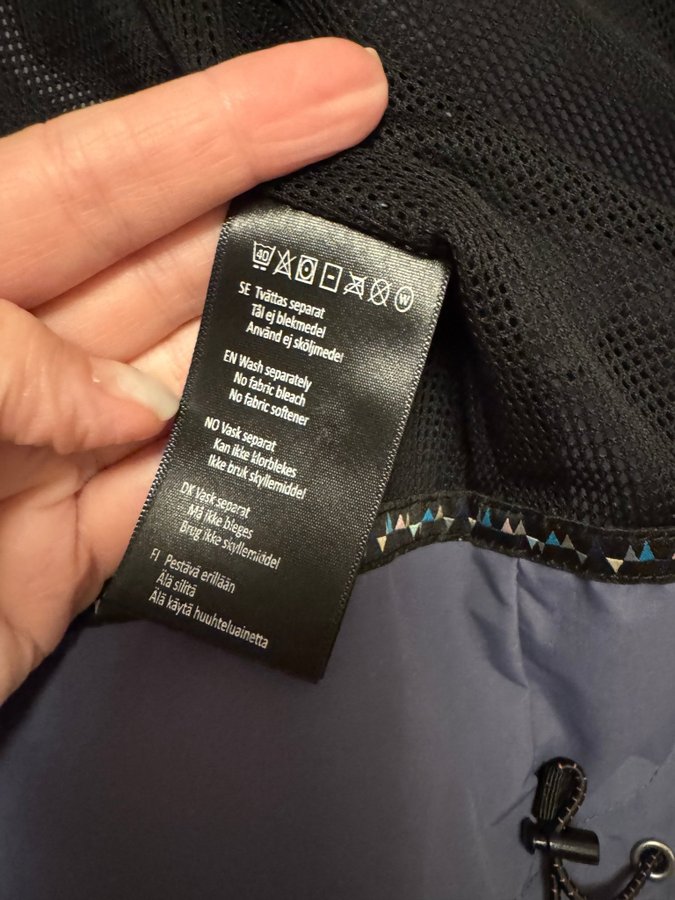 40 W
SE Tvättas separat
Tål ej blekmedel
Använd ej sköljmedel
EN Wash separately
No fabric bleach
No fabric softener
NO Vask separat
Kan ikke klorblekes
Ikke bruk skyllemiddel
DK Vask separat
Må ikke bleges
Brug ikke skyllemiddel
FI Pestävä erillään
Älä silitä
Älä käytä huuhteluainetta